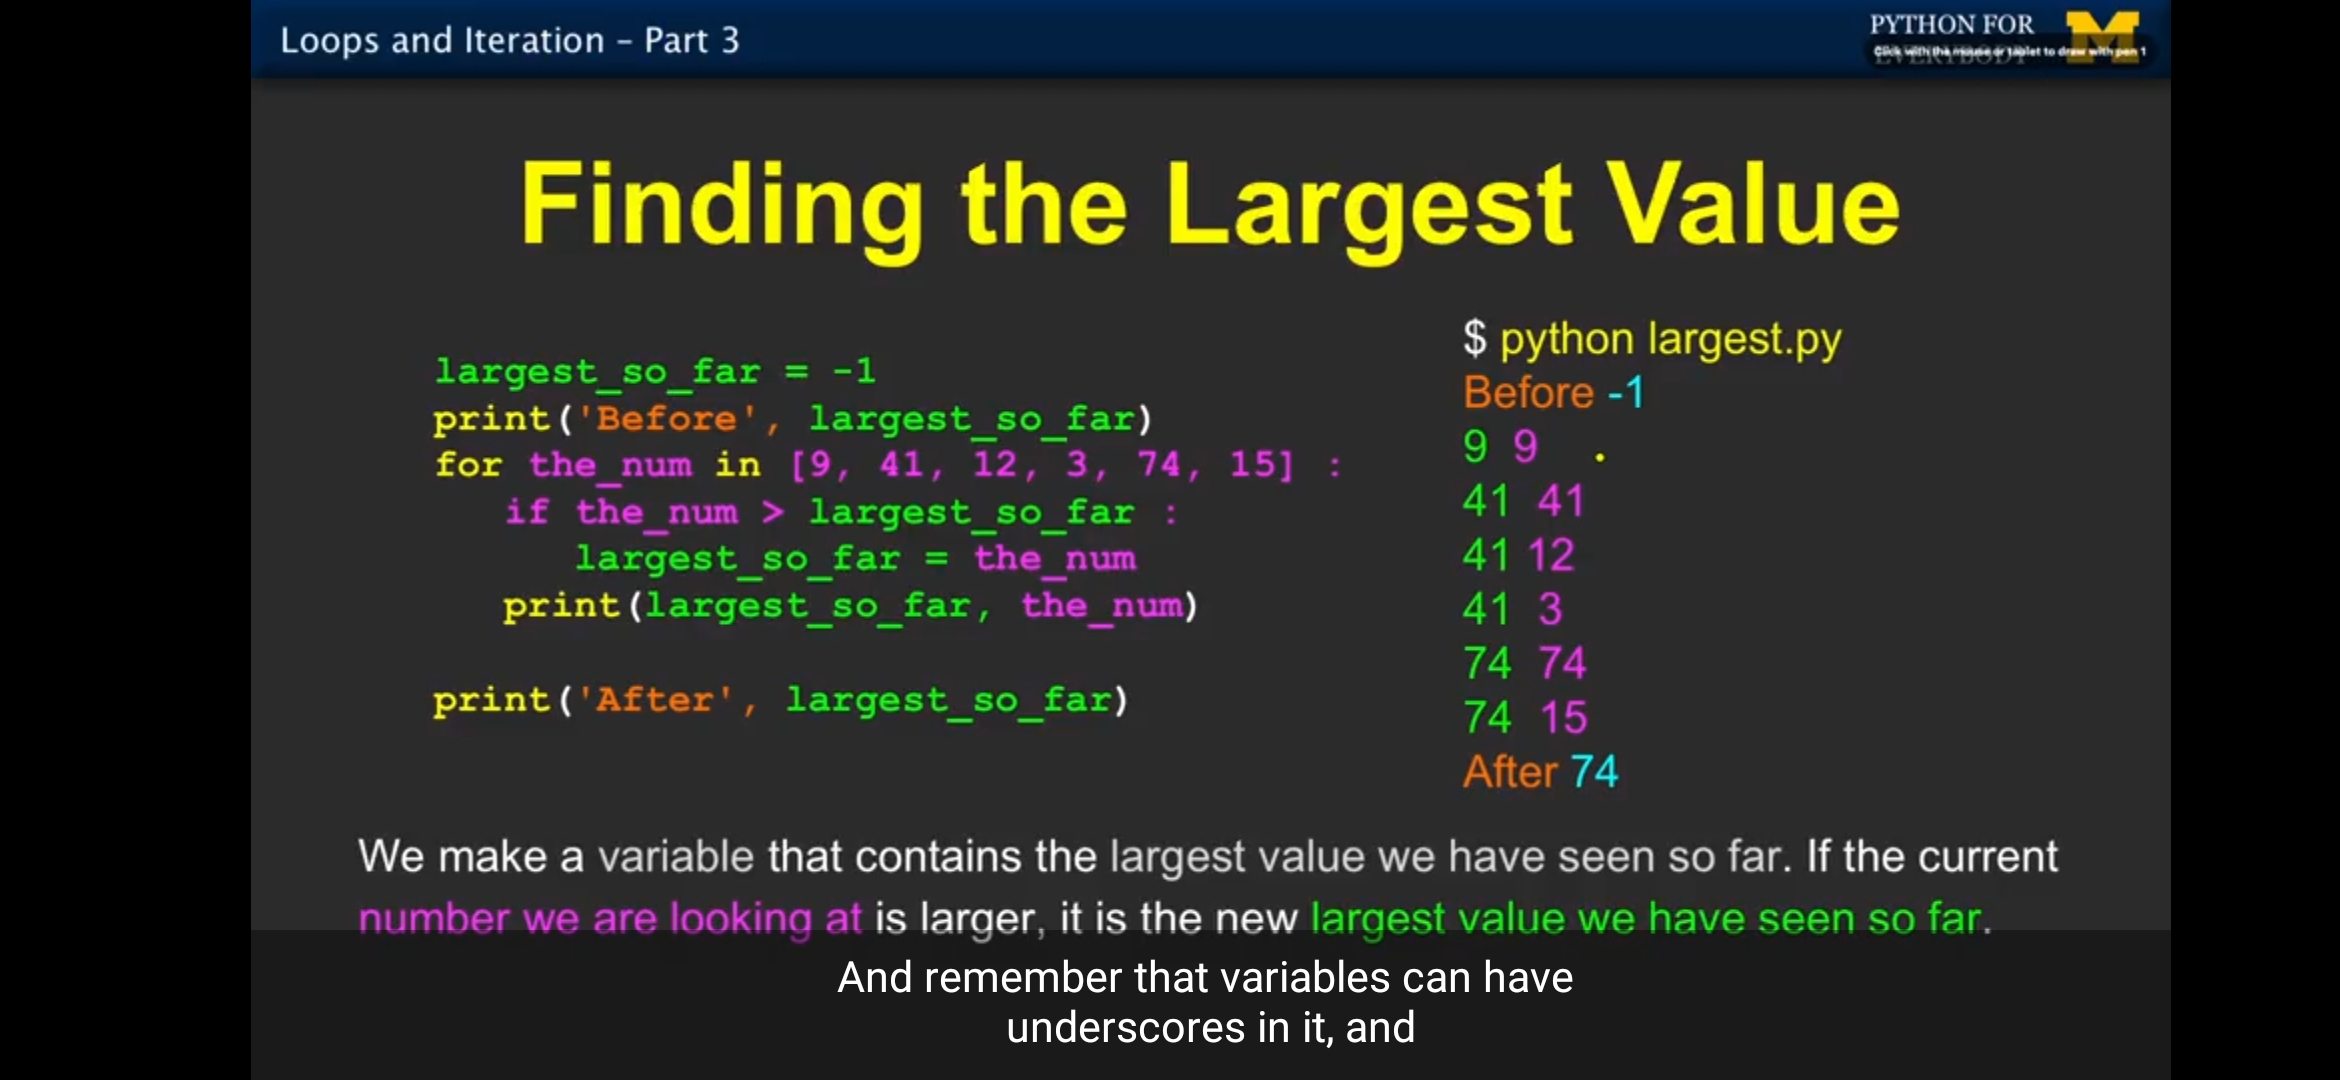 Loops and Iteration – Part 3
PYTHON FOR
EVERYBODY
Click with the mouse or tablet to draw with pen 1
Finding the Largest Value
largest_so_far = -1
print('Before', largest_so_far)
for the_num in [9, 41, 12, 3, 74, 15] :
if the_num > largest_so_far :
largest_so_far = the_num
print(largest_so_far, the_num)
print('After', largest_so_far)
$ python largest.py
Before -1
9 9
41 41
41 12
41 3
74 74
74 15
After 74
We make a variable that contains the largest value we have seen so far. If the current
number we are looking at is larger, it is the new largest value we have seen so far.
And remember that variables can have
underscores in it, and